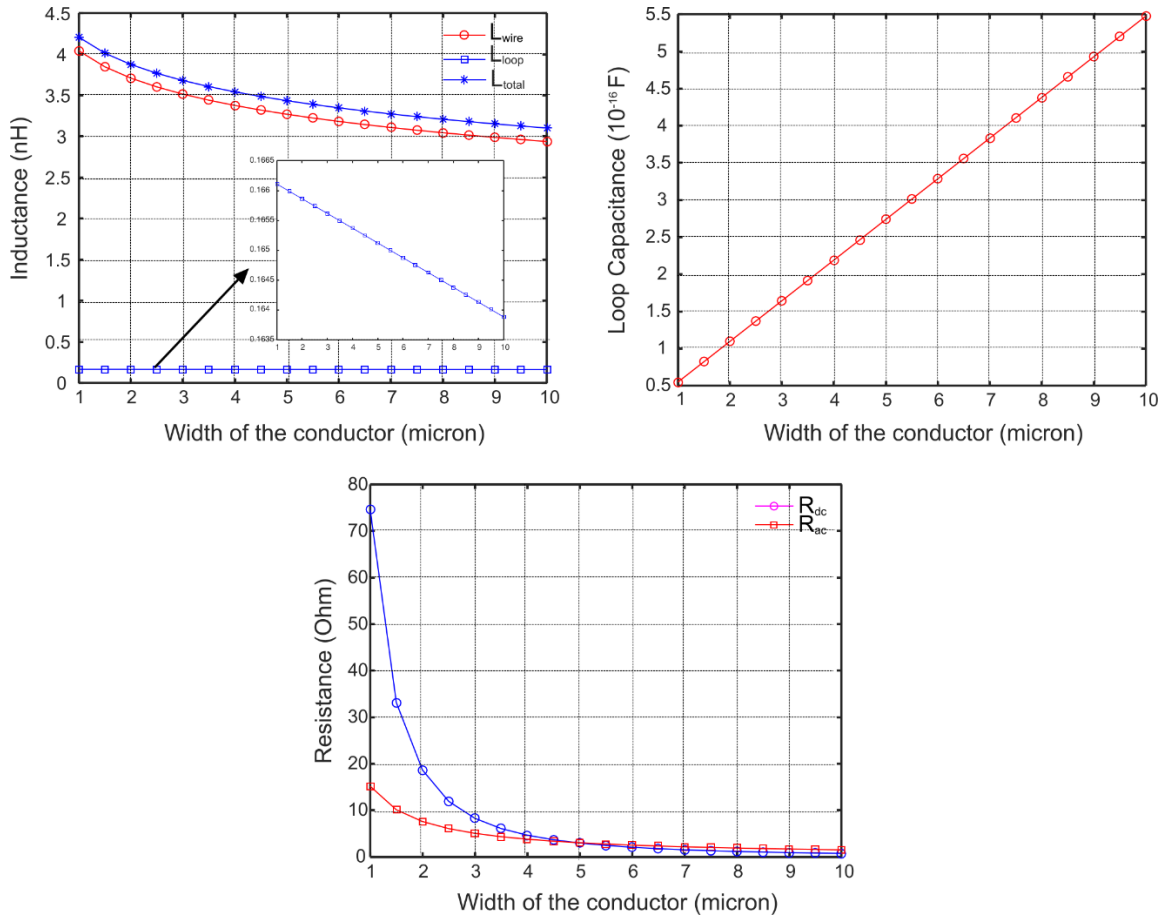 4.5
4
3.5
3
2.5
2
1.5
1
0.5
0
Inductance (nH)
Lwire
Lloop
Ltotal
0.1665
0.166
0.1655
0.165
0.1645
0.164
0.1635
1 2 3 4 5 6 7 8 9 10
1 2 3 4 5 6 7 8 9 10
Width of the conductor (micron)
5.5
5
4.5
4
3.5
3
2.5
2
1.5
1
0.5
Loop Capacitance (10⁻¹⁶ F)
1 2 3 4 5 6 7 8 9 10
Width of the conductor (micron)
80
70
60
50
40
30
20
10
0
Resistance (Ohm)
Rdc
Rac
1 2 3 4 5 6 7 8 9 10
Width of the conductor (micron)